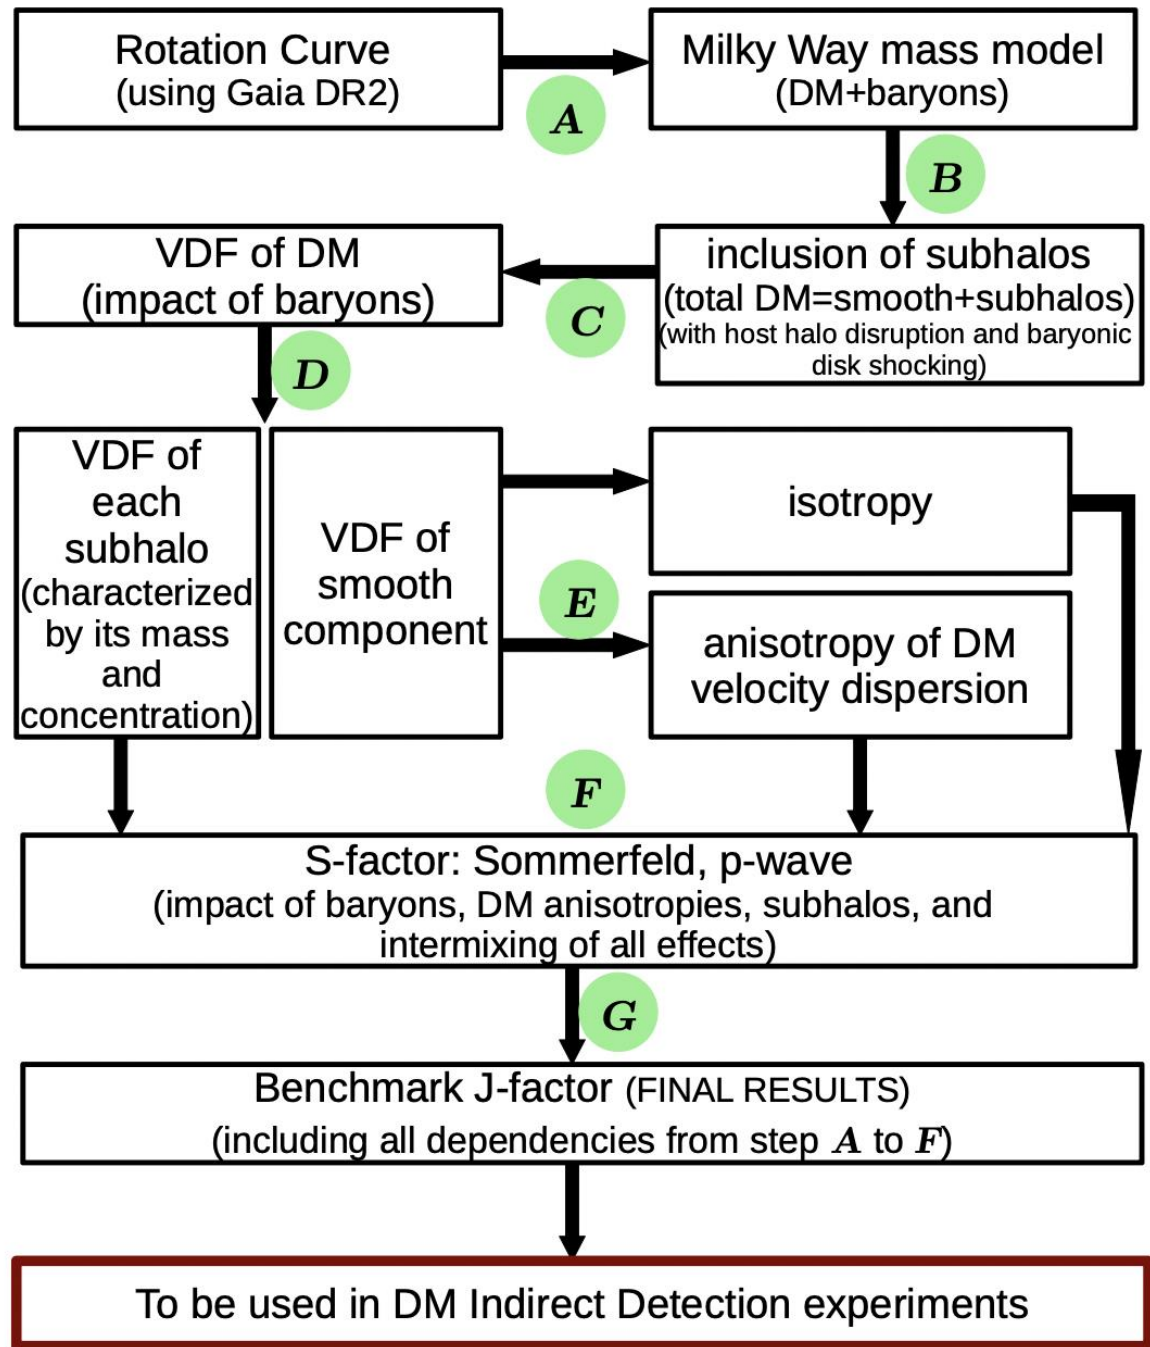 Rotation Curve
(using Gaia DR2)
A
Milky Way mass model
(DM+baryons)
B
inclusion of subhalos
(total DM=smooth+subhalos)
(with host halo disruption and baryonic
disk shocking)
C
VDF of DM
(impact of baryons)
D
VDF of
each
subhalo
(characterized
by its mass
and
concentration)
VDF of
smooth
component
E
isotropy
anisotropy of DM
velocity dispersion
F
S-factor: Sommerfeld, p-wave
(impact of baryons, DM anisotropies, subhalos, and
intermixing of all effects)
G
Benchmark J-factor (FINAL RESULTS)
(including all dependencies from step A to F)
To be used in DM Indirect Detection experiments